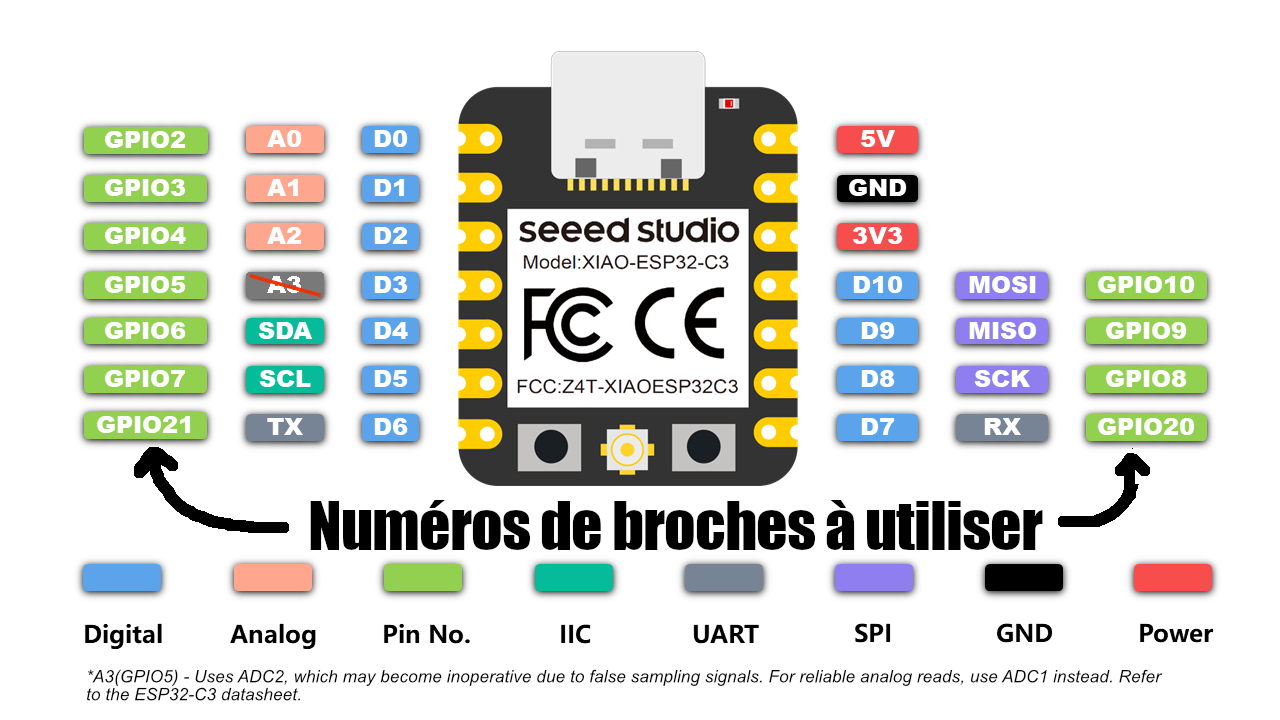 GPIO2 A0 D0 5V
GPIO3 A1 D1 GND
GPIO4 A2 D2 3V3
GPIO5 A3 D3 D10 MOSI GPIO10
GPIO6 SDA D4 D9 MISO GPIO9
GPIO7 SCL D5 D8 SCK GPIO8
GPIO21 TX D6 D7 RX GPIO20
seeed studio
Model:XIAO-ESP32-C3
FCC CE
FCC:Z4T-XIAOESP32C3
Numéros de broches à utiliser
Digital Analog Pin No. IIC UART SPI GND Power
*A3(GPIO5) - Uses ADC2, which may become inoperative due to false sampling signals. For reliable analog reads, use ADC1 instead. Refer
to the ESP32-C3 datasheet.